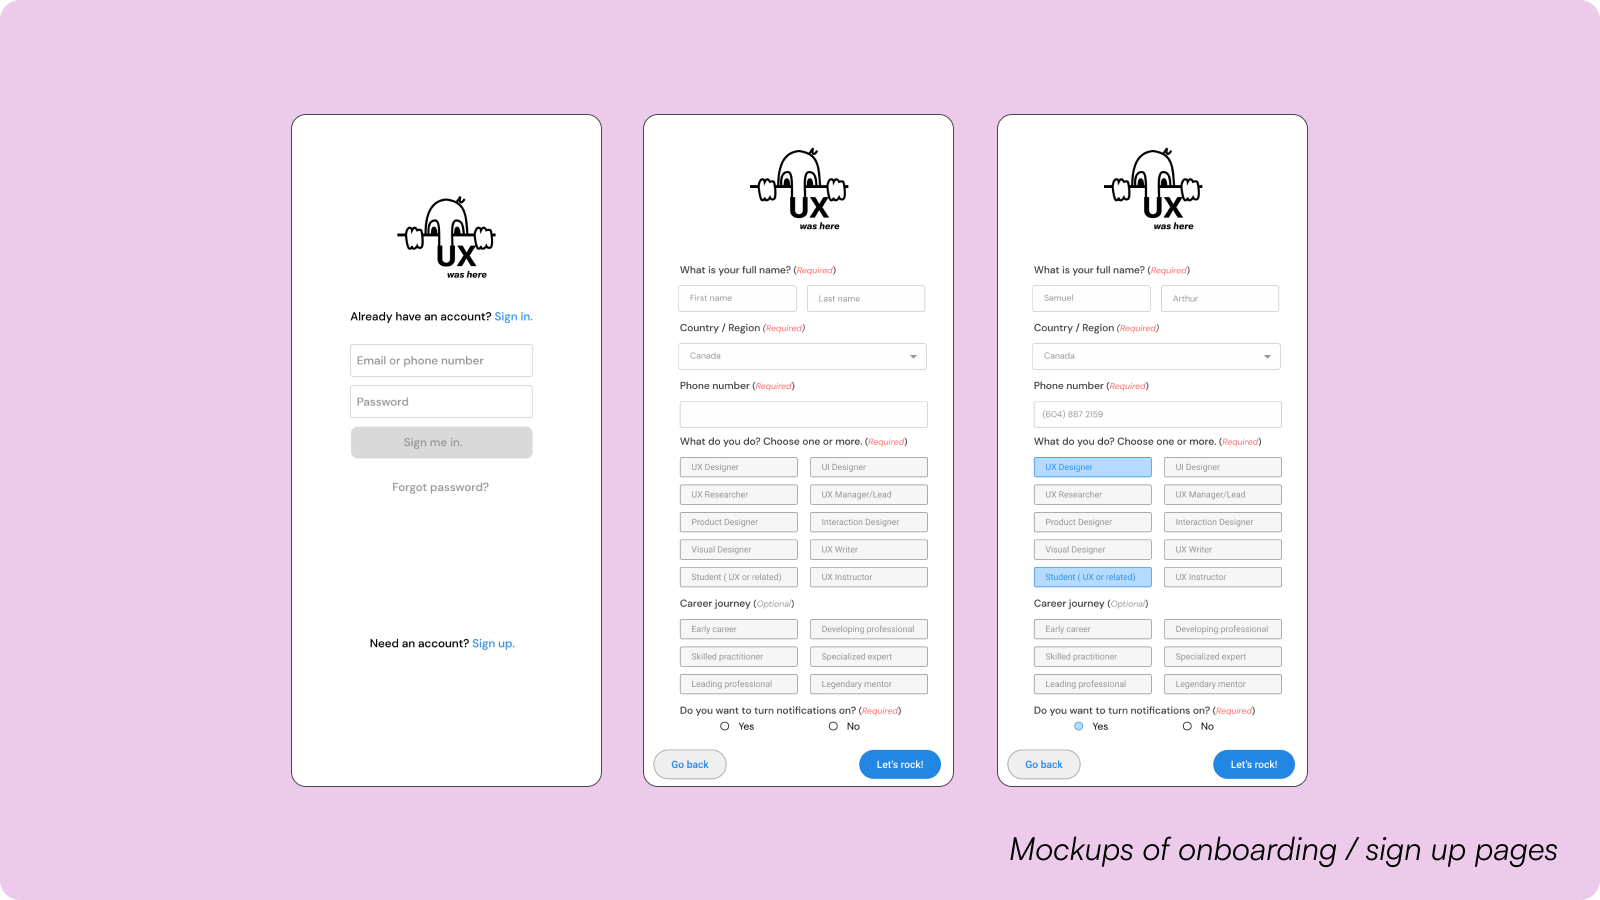 UX
was here
Already have an account? Sign in.
Email or phone number
Password
Sign me in.
Forgot password?
Need an account? Sign up.
UX
was here
What is your full name? (Required)
First name Last name
Country / Region (Required)
Canada
Phone number (Required)
What do you do? Choose one or more. (Required)
UX Designer UI Designer
UX Researcher UX Manager/Lead
Product Designer Interaction Designer
Visual Designer UX Writer
Student ( UX or related) UX Instructor
Career journey (Optional)
Early career Developing professional
Skilled practitioner Specialized expert
Leading professional Legendary mentor
Do you want to turn notifications on? (Required)
Yes No
Go back Let's rock!
UX
was here
What is your full name? (Required)
Samuel Arthur
Country / Region (Required)
Canada
Phone number (Required)
(604) 887 2159
What do you do? Choose one or more. (Required)
UX Designer UI Designer
UX Researcher UX Manager/Lead
Product Designer Interaction Designer
Visual Designer UX Writer
Student ( UX or related) UX Instructor
Career journey (Optional)
Early career Developing professional
Skilled practitioner Specialized expert
Leading professional Legendary mentor
Do you want to turn notifications on? (Required)
Yes No
Go back Let's rock!
Mockups of onboarding / sign up pages